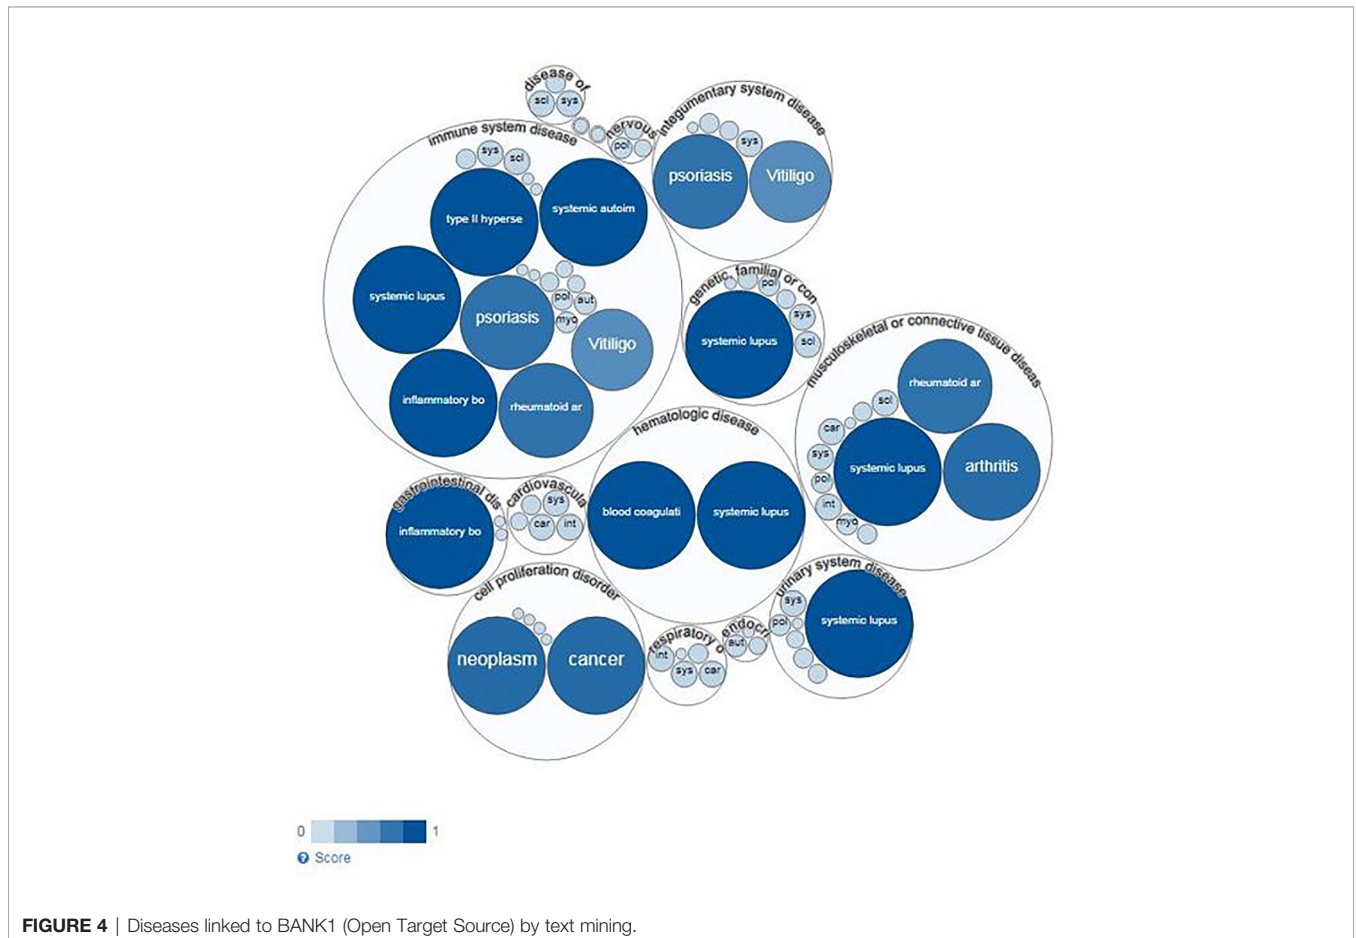 disease of
scl
sys
nervous
pol
integumentary system disease
sys
psoriasis
Vitiligo
immune system disease
sys
scl
type II hyperse
systemic autoim
systemic lupus
psoriasis
pol
aut
myo
Vitiligo
inflammatory bo
rheumatoid ar
genetic, familial or con
pol
sys
scl
systemic lupus
musculoskeletal or connective tissue diseas
rheumatoid ar
scl
car
sys
pol
int
myo
systemic lupus
arthritis
hematologic disease
blood coagulati
systemic lupus
gastrointestinal dis
inflammatory bo
cardiovascula
sys
car
int
cell proliferation disorder
neoplasm
cancer
respiratory o
int
sys
car
endocri
aut
urinary system disease
sys
pol
systemic lupus
0 1
? Score
FIGURE 4 | Diseases linked to BANK1 (Open Target Source) by text mining.